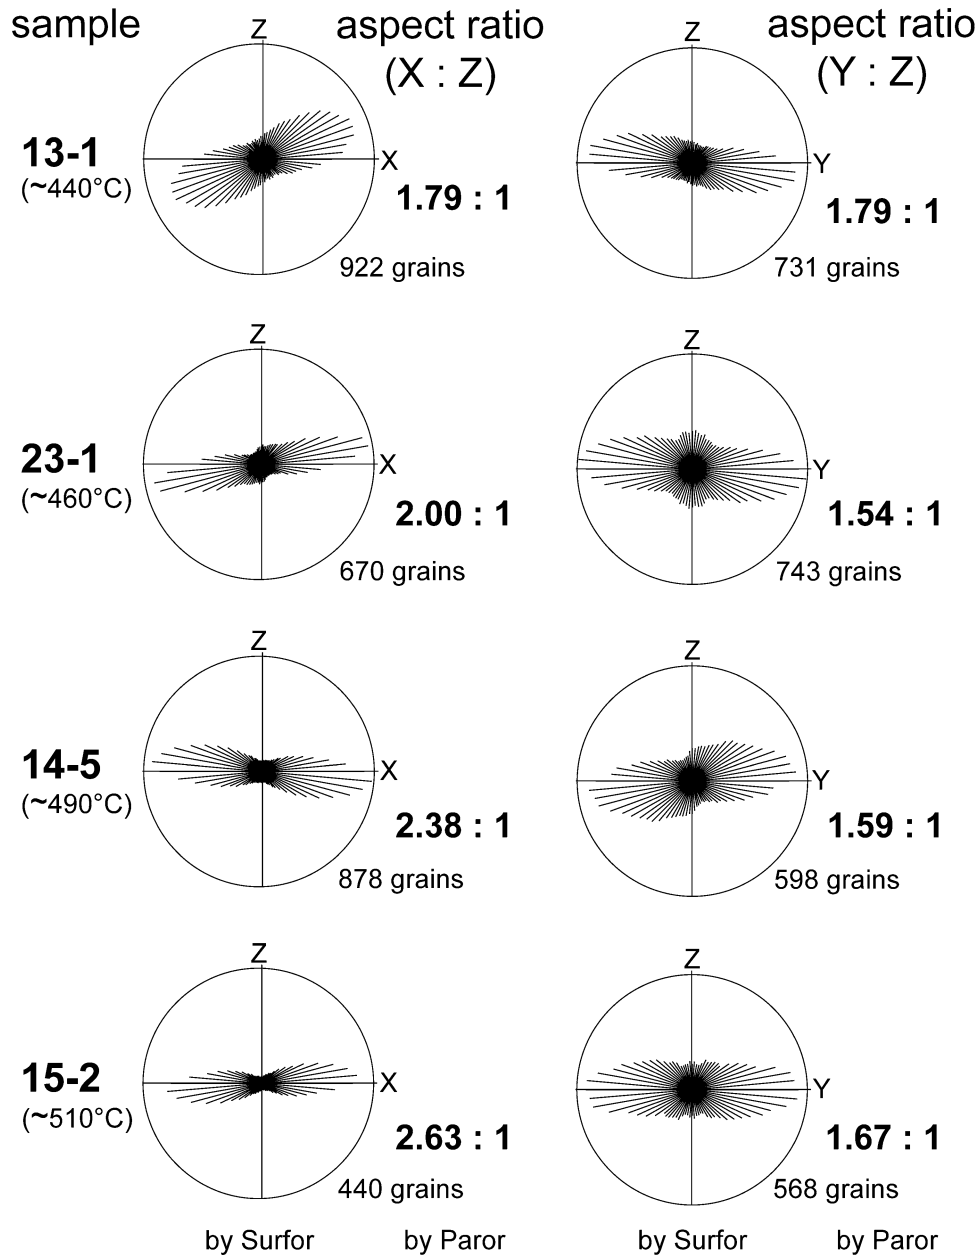 sample
aspect ratio
(X : Z)
aspect ratio
(Y : Z)
Z
X
13-1
(~440°C)
1.79 : 1
922 grains
Z
Y
1.79 : 1
731 grains
Z
X
23-1
(~460°C)
2.00 : 1
670 grains
Z
Y
1.54 : 1
743 grains
Z
X
14-5
(~490°C)
2.38 : 1
878 grains
Z
Y
1.59 : 1
598 grains
Z
X
15-2
(~510°C)
2.63 : 1
440 grains
Z
Y
1.67 : 1
568 grains
by Surfor
by Paror
by Surfor
by Paror